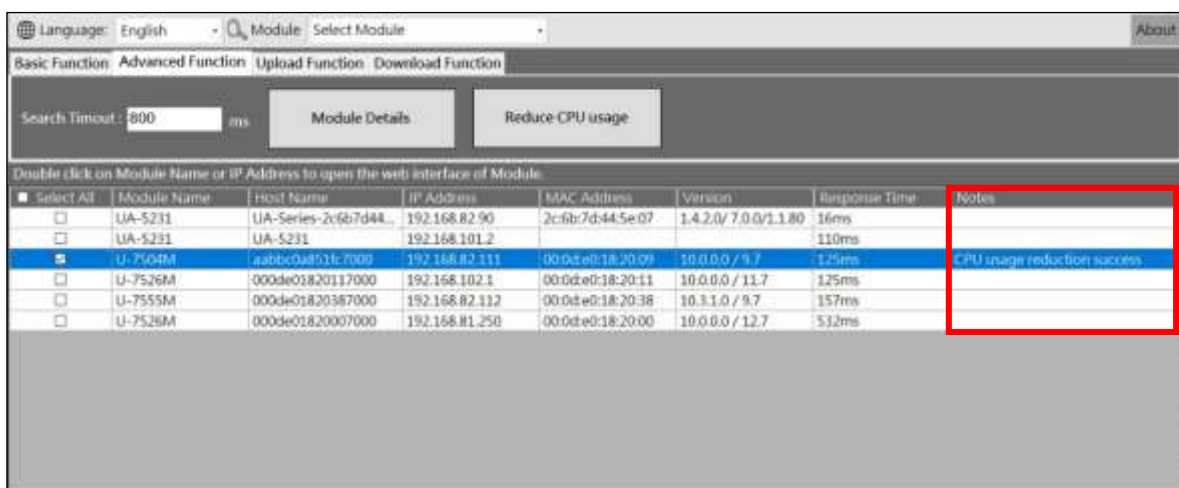 Language: English Module Select Module About
Basic Function Advanced Function Upload Function Download Function
Search Timout : 800 ms Module Details Reduce CPU usage
Double click on Module Name or IP Address to open the web interface of Module.
Select All Module Name Host Name IP Address MAC Address Version Response Time Notes
UA-5231 UA-Series-2c6b7d44... 192.168.82.90 2c:6b:7d:44:5e:07 1.4.2.0/ 7.0.0/1.1.80 16ms
UA-5231 UA-5231 192.168.101.2 110ms
U-7504M aabbc0a851fc7000 192.168.82.111 00:0d:e0:18:20:09 10.0.0.0 / 9.7 125ms CPU usage reduction success
U-7526M 000de01820117000 192.168.102.1 00:0d:e0:18:20:11 10.0.0.0 / 11.7 125ms
U-7555M 000de01820387000 192.168.82.112 00:0d:e0:18:20:38 10.3.1.0 / 9.7 157ms
U-7526M 000de01820007000 192.168.81.250 00:0d:e0:18:20:00 10.0.0.0 / 12.7 532ms